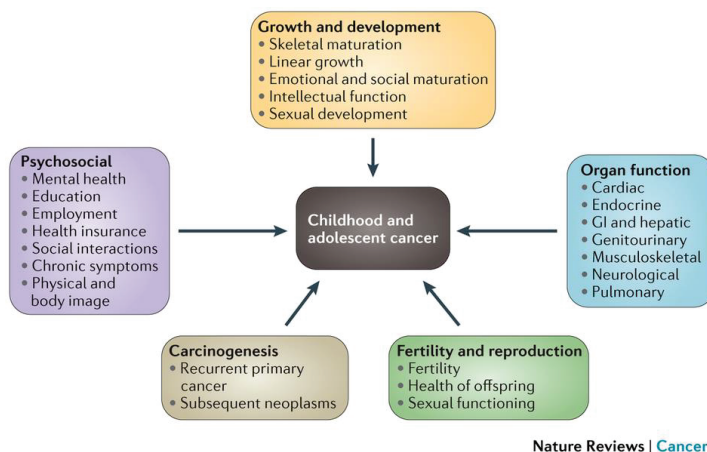 Growth and development
• Skeletal maturation
• Linear growth
• Emotional and social maturation
• Intellectual function
• Sexual development
Psychosocial
• Mental health
• Education
• Employment
• Health insurance
• Social interactions
• Chronic symptoms
• Physical and
body image
Childhood and
adolescent cancer
Organ function
• Cardiac
• Endocrine
• GI and hepatic
• Genitourinary
• Musculoskeletal
• Neurological
• Pulmonary
Carcinogenesis
• Recurrent primary
cancer
• Subsequent neoplasms
Fertility and reproduction
• Fertility
• Health of offspring
• Sexual functioning
Nature Reviews | Cancer